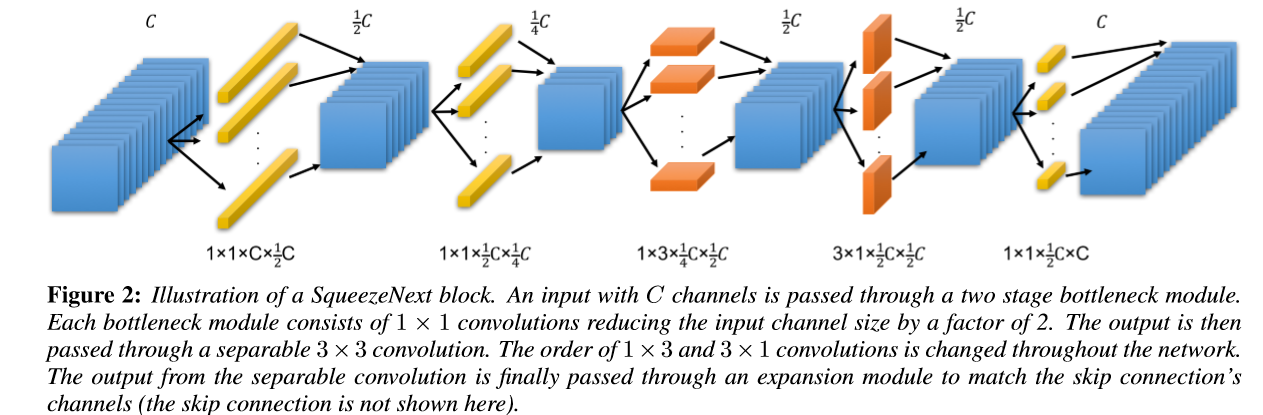 C ½C ¼C ½C ½C C
1×1×C×½C 1×1×½C×¼C 1×3×¼C×½C 3×1×½C×½C 1×1×½C×C
Figure 2: Illustration of a SqueezeNext block. An input with C channels is passed through a two stage bottleneck module.
Each bottleneck module consists of 1 × 1 convolutions reducing the input channel size by a factor of 2. The output is then
passed through a separable 3 × 3 convolution. The order of 1 × 3 and 3 × 1 convolutions is changed throughout the network.
The output from the separable convolution is finally passed through an expansion module to match the skip connection's
channels (the skip connection is not shown here).